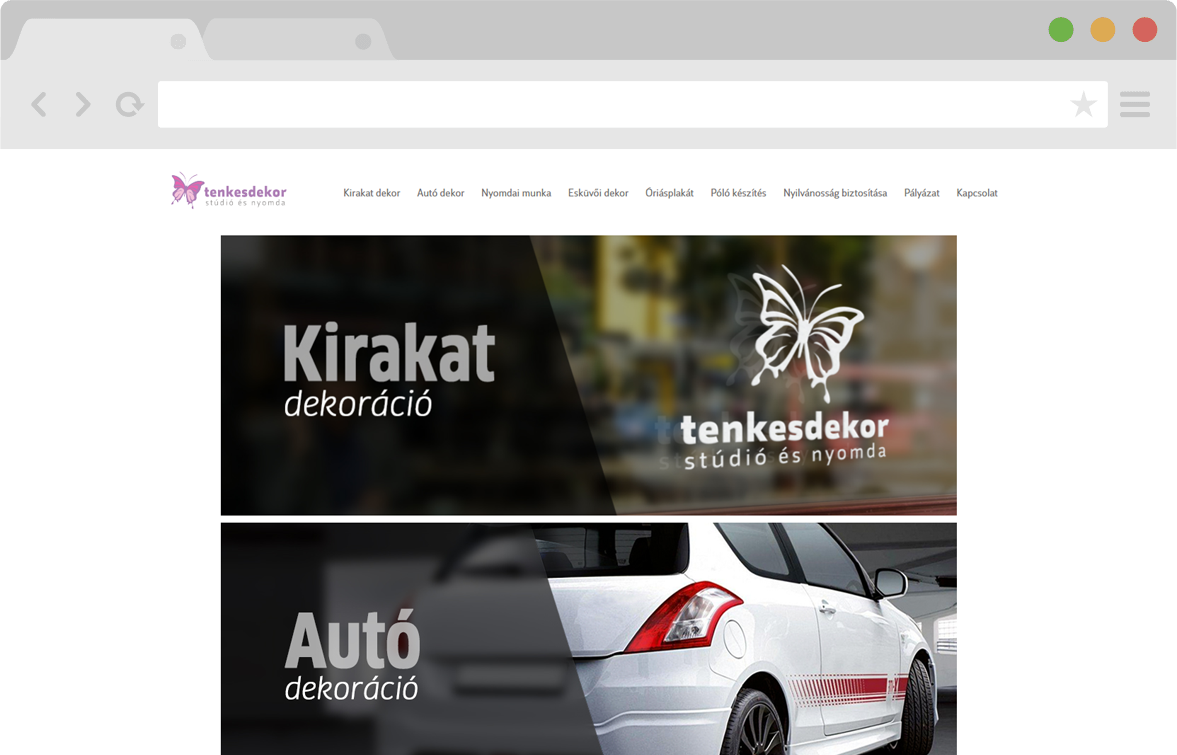 tenkesdekor
stúdió és nyomda
Kirakat dekor Autó dekor Nyomdai munka Esküvői dekor Óriásplakát Póló készítés Nyilvánosság biztosítása Pályázat Kapcsolat
Kirakat
dekoráció
tenkesdekor
stúdió és nyomda
Autó
dekoráció